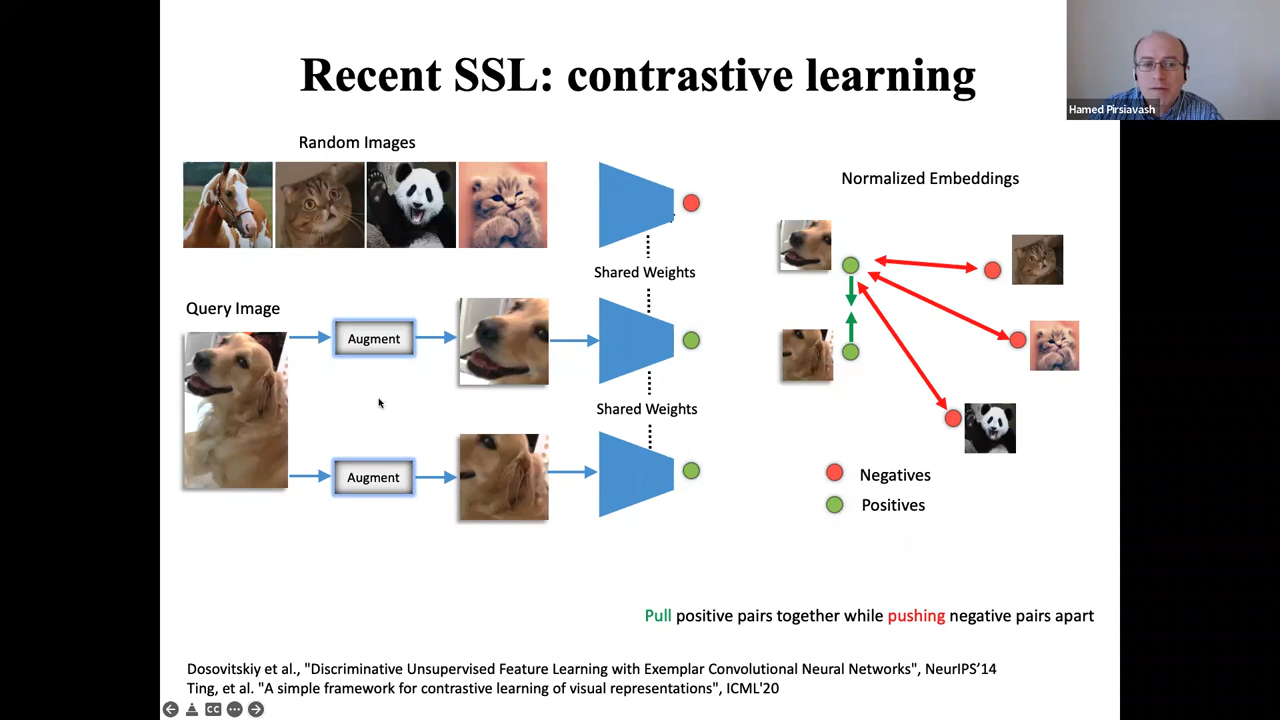 Recent SSL: contrastive learning
Hamed Pirsiavash
Random Images
Normalized Embeddings
Shared Weights
Query Image
Augment
Shared Weights
Augment
Negatives
Positives
Pull positive pairs together while pushing negative pairs apart
Dosovitskiy et al., "Discriminative Unsupervised Feature Learning with Exemplar Convolutional Neural Networks", NeurIPS'14
Ting, et al. "A simple framework for contrastive learning of visual representations", ICML'20
CC